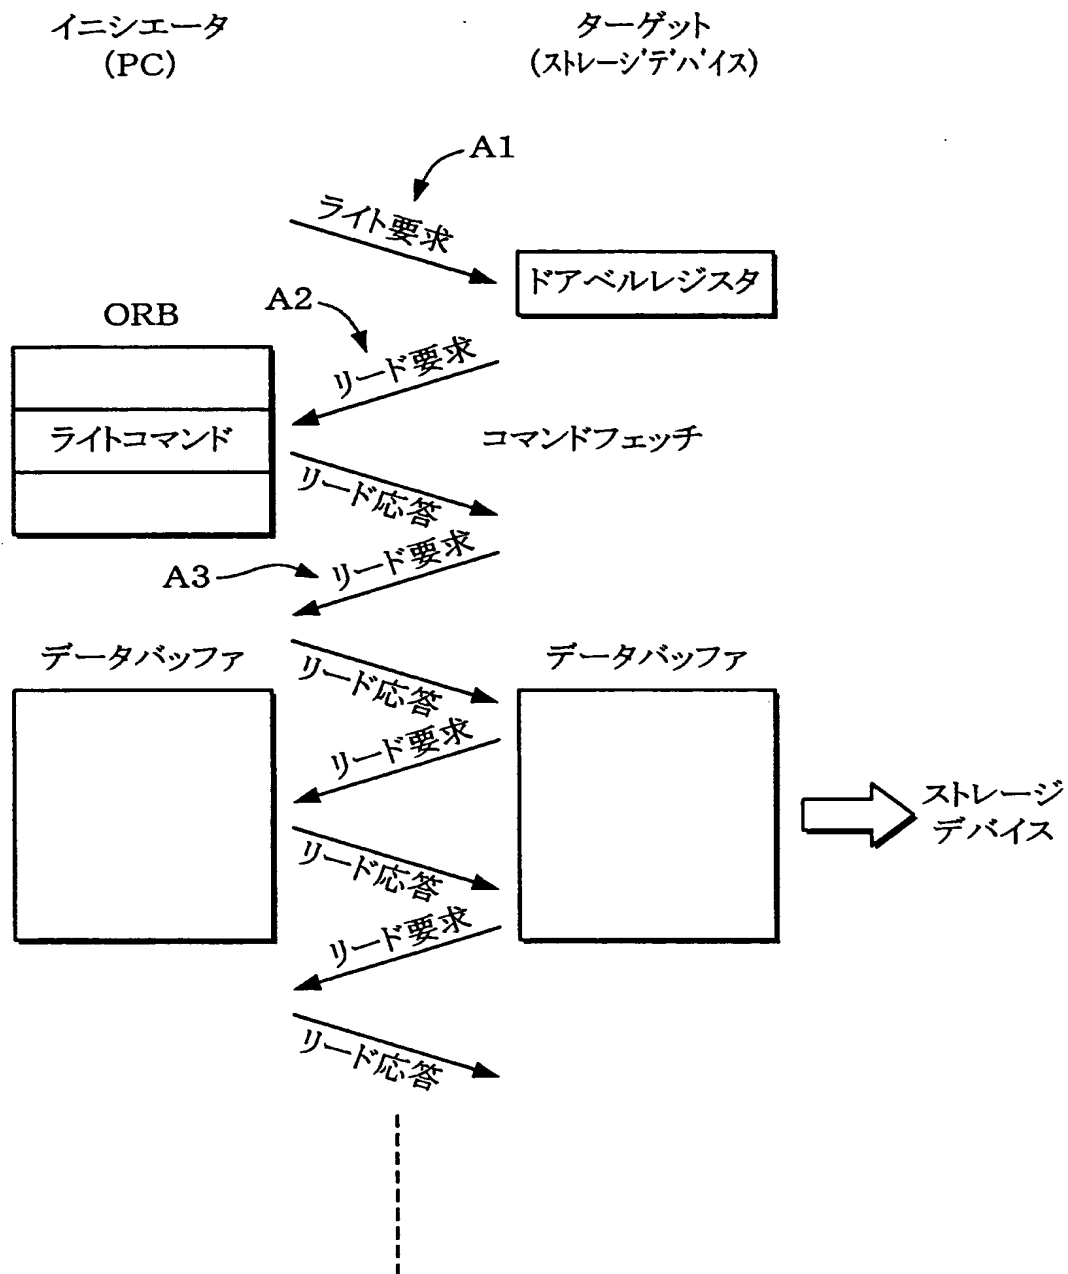 イニシエータ
(PC)
ターゲット
(ストレージデバイス)
A1
ライト要求
ドアベルレジスタ
A2
ORB
リード要求
ライトコマンド
コマンドフェッチ
リード応答
リード要求
A3
データバッファ
リード応答
データバッファ
リード要求
ストレージ
デバイス
リード応答
リード要求
リード応答